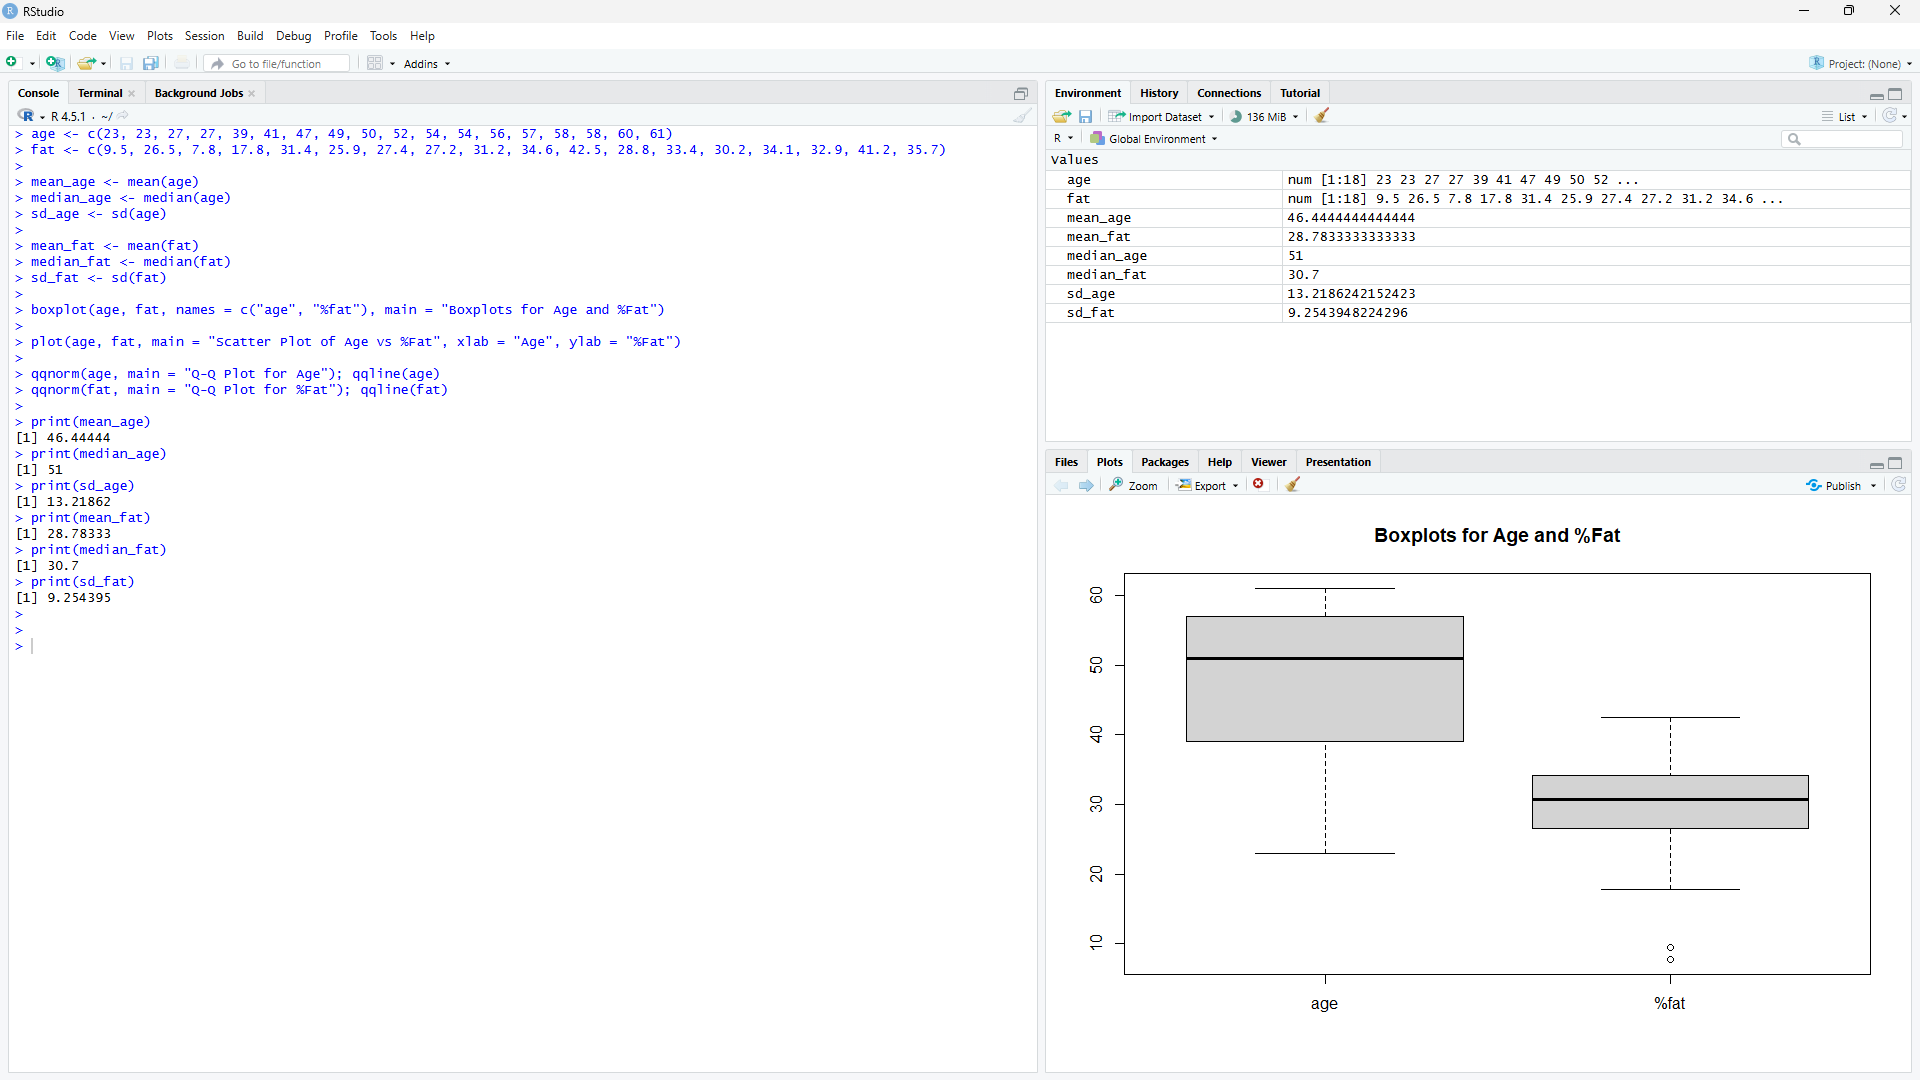 RStudio
File Edit Code View Plots Session Build Debug Profile Tools Help
Go to file/function Addins Project: (None)
Console Terminal Background Jobs
R 4.5.1 · ~/
> age <- c(23, 23, 27, 27, 39, 41, 47, 49, 50, 52, 54, 54, 56, 57, 58, 58, 60, 61)
> fat <- c(9.5, 26.5, 7.8, 17.8, 31.4, 25.9, 27.4, 27.2, 31.2, 34.6, 42.5, 28.8, 33.4, 30.2, 34.1, 32.9, 41.2, 35.7)
>
> mean_age <- mean(age)
> median_age <- median(age)
> sd_age <- sd(age)
>
> mean_fat <- mean(fat)
> median_fat <- median(fat)
> sd_fat <- sd(fat)
>
> boxplot(age, fat, names = c("age", "%fat"), main = "Boxplots for Age and %Fat")
>
> plot(age, fat, main = "Scatter Plot of Age vs %Fat", xlab = "Age", ylab = "%Fat")
>
> qqnorm(age, main = "Q-Q Plot for Age"); qqline(age)
> qqnorm(fat, main = "Q-Q Plot for %Fat"); qqline(fat)
>
> print(mean_age)
[1] 46.44444
> print(median_age)
[1] 51
> print(sd_age)
[1] 13.21862
> print(mean_fat)
[1] 28.78333
> print(median_fat)
[1] 30.7
> print(sd_fat)
[1] 9.254395
>
>
>
Environment History Connections Tutorial
Import Dataset 136 MiB List
R Global Environment
Values
age num [1:18] 23 23 27 27 39 41 47 49 50 52 ...
fat num [1:18] 9.5 26.5 7.8 17.8 31.4 25.9 27.4 27.2 31.2 34.6 ...
mean_age 46.4444444444444
mean_fat 28.7833333333333
median_age 51
median_fat 30.7
sd_age 13.2186242152423
sd_fat 9.2543948224296
Files Plots Packages Help Viewer Presentation
Zoom Export Publish
Boxplots for Age and %Fat
60
50
40
30
20
10
age %fat